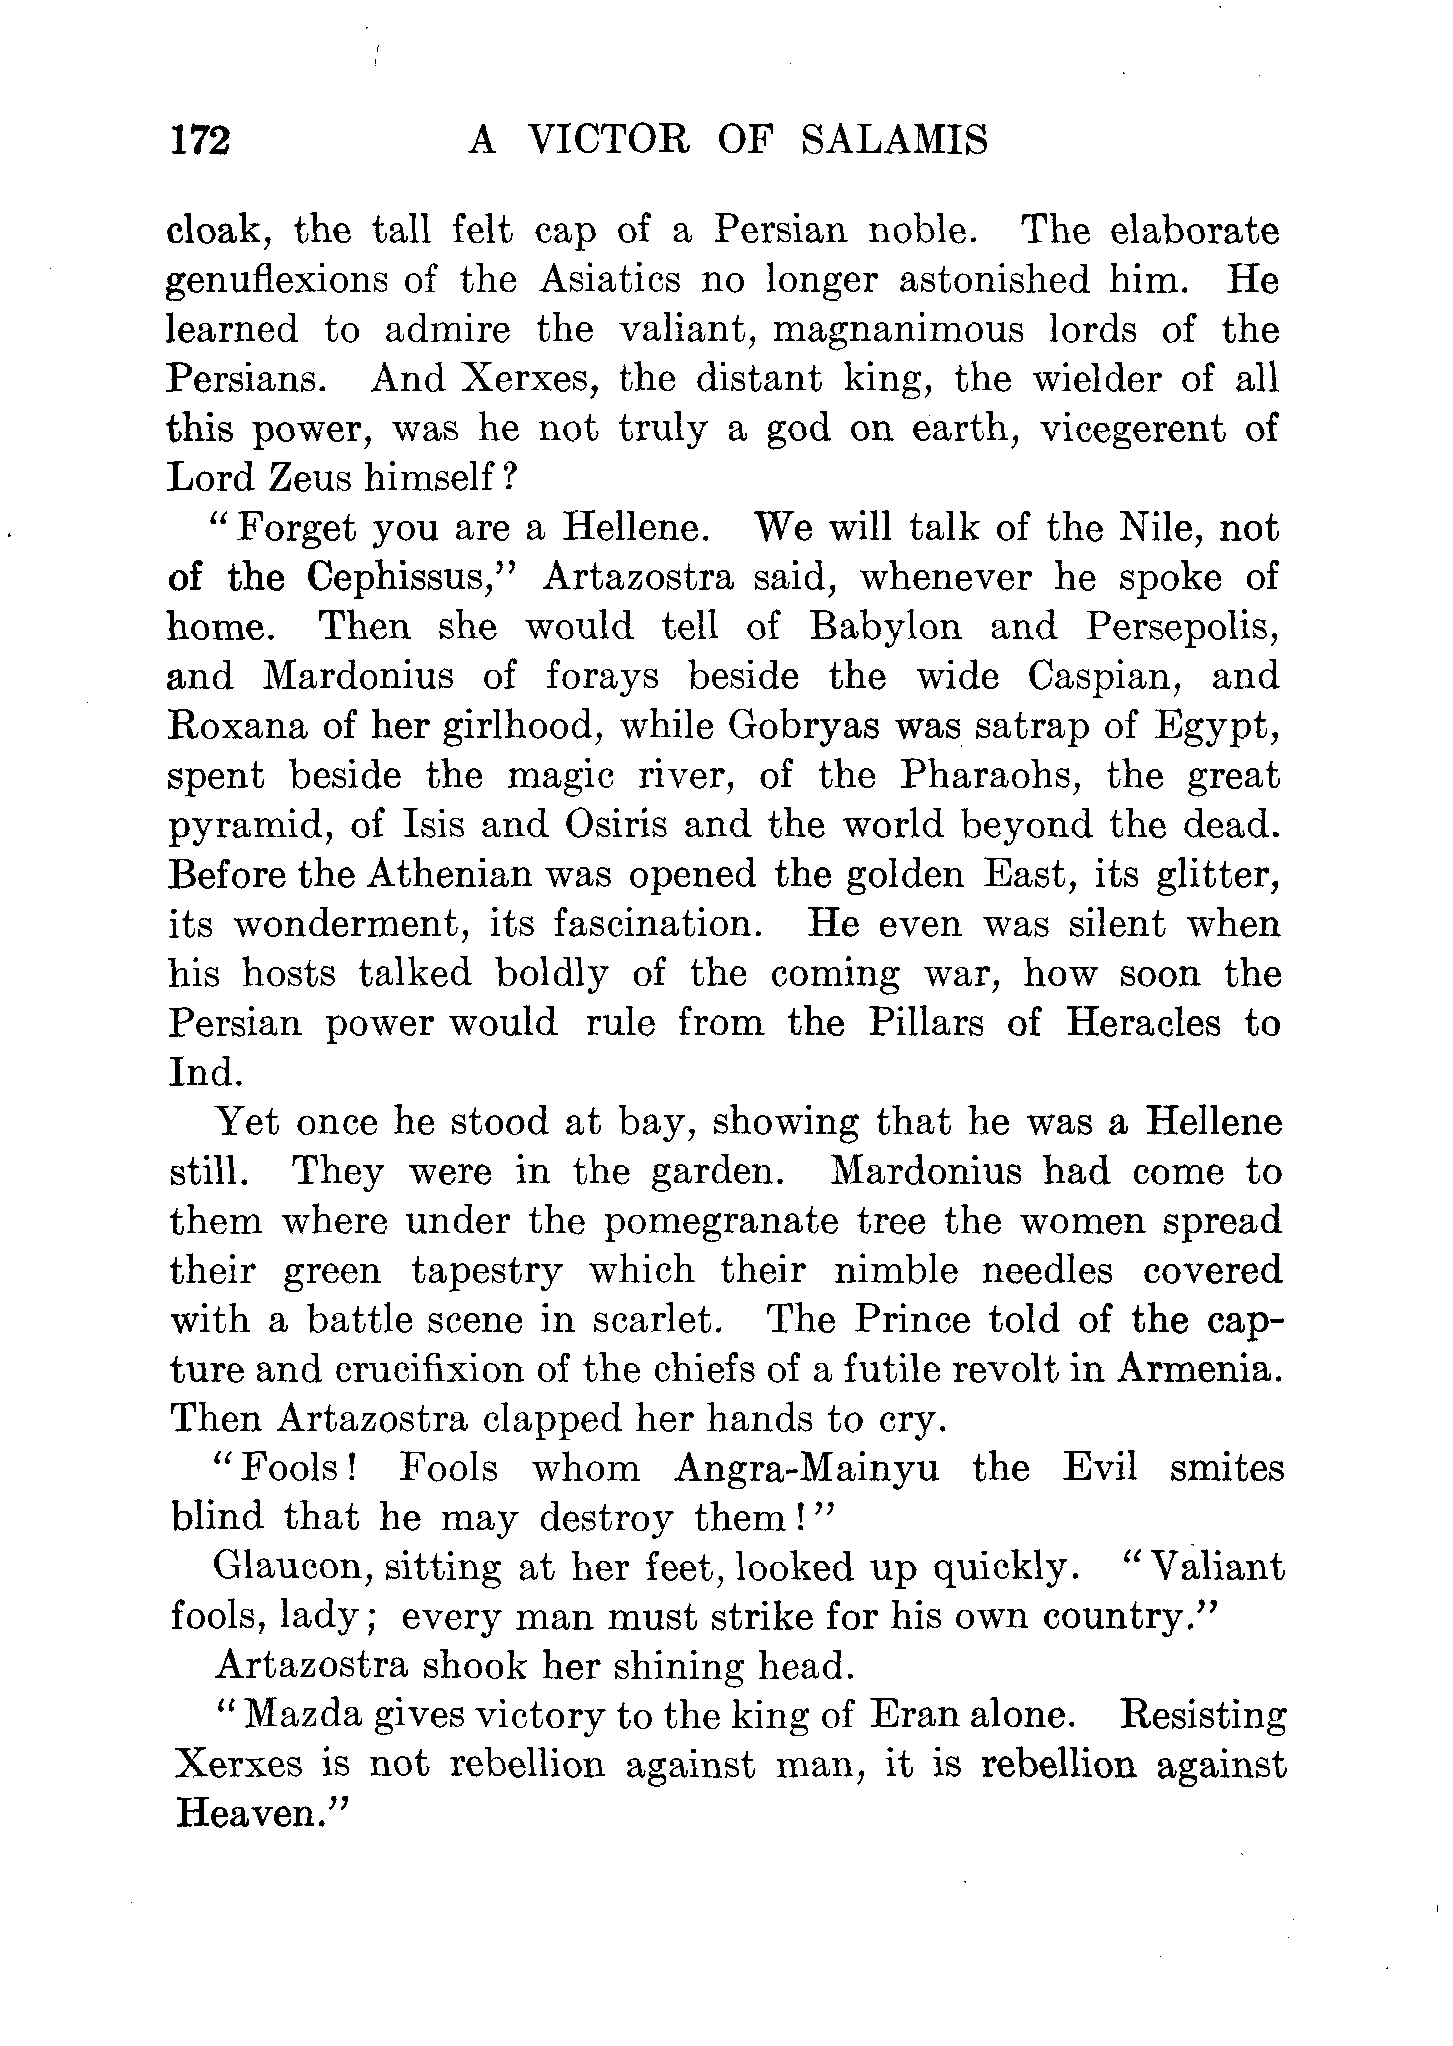 172 A VICTOR OF SALAMIS
cloak, the tall felt cap of a Persian noble. The elaborate
genuflexions of the Asiatics no longer astonished him. He
learned to admire the valiant, magnanimous lords of the
Persians. And Xerxes, the distant king, the wielder of all
this power, was he not truly a god on earth, vicegerent of
Lord Zeus himself?
"Forget you are a Hellene. We will talk of the Nile, not
of the Cephissus," Artazostra said, whenever he spoke of
home. Then she would tell of Babylon and Persepolis,
and Mardonius of forays beside the wide Caspian, and
Roxana of her girlhood, while Gobryas was satrap of Egypt,
spent beside the magic river, of the Pharaohs, the great
pyramid, of Isis and Osiris and the world beyond the dead.
Before the Athenian was opened the golden East, its glitter,
its wonderment, its fascination. He even was silent when
his hosts talked boldly of the coming war, how soon the
Persian power would rule from the Pillars of Heracles to
Ind.
Yet once he stood at bay, showing that he was a Hellene
still. They were in the garden. Mardonius had come to
them where under the pomegranate tree the women spread
their green tapestry which their nimble needles covered
with a battle scene in scarlet. The Prince told of the cap-
ture and crucifixion of the chiefs of a futile revolt in Armenia.
Then Artazostra clapped her hands to cry.
"Fools! Fools whom Angra-Mainyu the Evil smites
blind that he may destroy them!"
Glaucon, sitting at her feet, looked up quickly. "Valiant
fools, lady; every man must strike for his own country."
Artazostra shook her shining head.
"Mazda gives victory to the king of Eran alone. Resisting
Xerxes is not rebellion against man, it is rebellion against
Heaven."